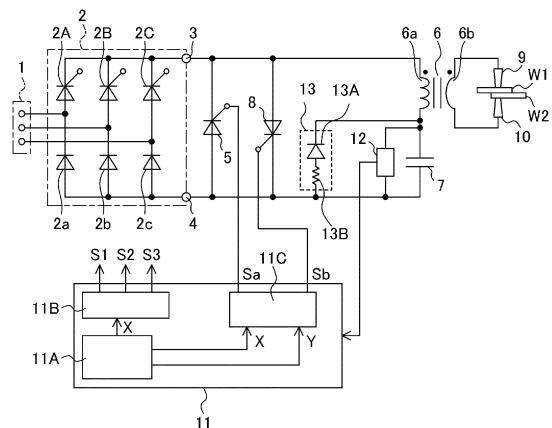 2
2A 2B 2C 3 6a 6 6b
1 9
W1
8 13 13A
W2
5 12 10
7
2a 2b 2c 4 13B
S1 S2 S3 11C Sa Sb
11B
X
11A X Y
11